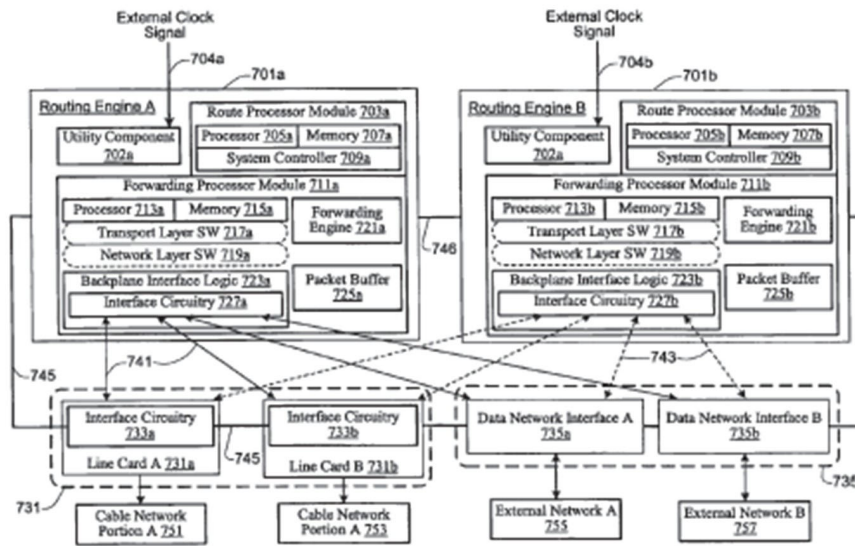 External Clock
Signal
704a
701a
Routing Engine A
Route Processor Module 703a
Processor 705a
Memory 707a
System Controller 709a
Utility Component
702a
Forwarding Processor Module 711a
Processor 713a
Memory 715a
Transport Layer SW 717a
Network Layer SW 719a
Forwarding
Engine 721a
Backplane Interface Logic 723a
Interface Circuitry 727a
Packet Buffer
725a
External Clock
Signal
704b
701b
Routing Engine B
Route Processor Module 703b
Processor 705b
Memory 707b
System Controller 709b
Utility Component
702a
Forwarding Processor Module 711b
Processor 713b
Memory 715b
Transport Layer SW 717b
Network Layer SW 719b
Forwarding
Engine 721b
Backplane Interface Logic 723b
Interface Circuitry 727b
Packet Buffer
725b
746
741
743
745
Interface Circuitry
733a
Line Card A 731a
745
Interface Circuitry
733b
Line Card B 731b
Data Network Interface A
735a
Data Network Interface B
735b
731
735
Cable Network
Portion A 751
Cable Network
Portion A 753
External Network A
755
External Network B
757